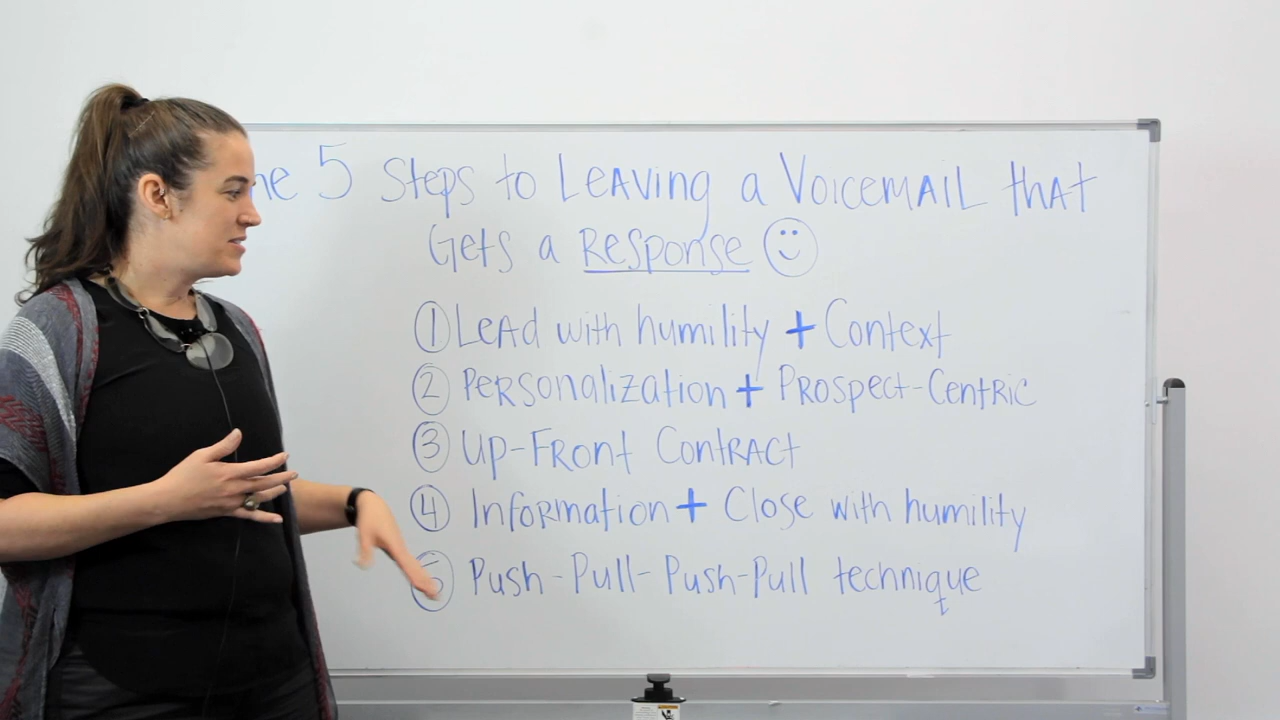 he 5 Steps to Leaving a Voicemail that
Gets a Response
1 Lead with humility + Context
2 Personalization + Prospect-Centric
3 Up-Front Contract
4 Information + Close with humility
5 Push-Pull-Push-Pull technique